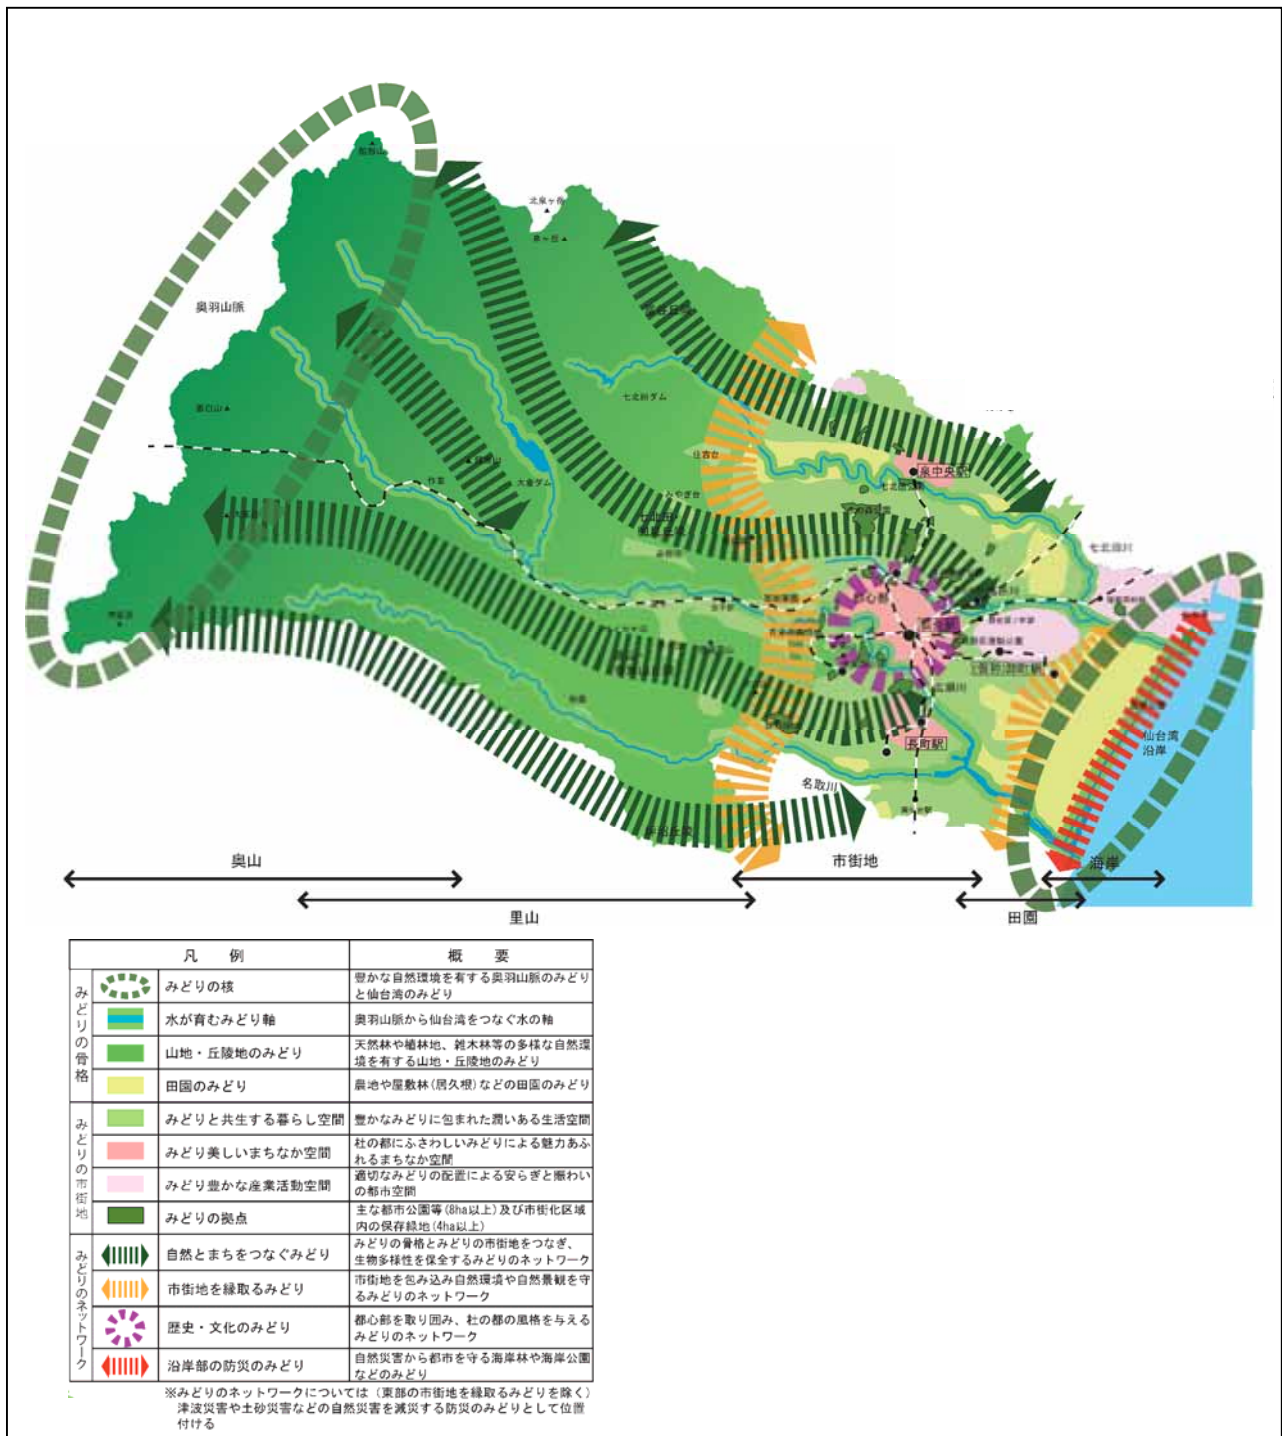 北泉ヶ岳
泉ヶ岳
奥羽山脈
七北田ダム
住吉台
泉中央駅
作並
大倉ダム
みやぎ台
七北田川
都心部
広瀬川
長町駅
名取川
仙台湾
沿岸
奥山
市街地
海岸
里山
田園
凡 例
概 要
みどりの骨格
みどりの核
豊かな自然環境を有する奥羽山脈のみどり
と仙台湾のみどり
水が育むみどり軸
奥羽山脈から仙台湾をつなぐ水の軸
山地・丘陵地のみどり
天然林や植林地、雑木林等の多様な自然環
境を有する山地・丘陵地のみどり
田園のみどり
農地や屋敷林(居久根)などの田園のみどり
みどりの市街地
みどりと共生する暮らし空間
豊かなみどりに包まれた潤いある生活空間
みどり美しいまちなか空間
杜の都にふさわしいみどりによる魅力あふ
れるまちなか空間
みどり豊かな産業活動空間
適切なみどりの配置による安らぎと賑わい
の都市空間
みどりの拠点
主な都市公園等(8ha以上)及び市街化区域
内の保存緑地(4ha以上)
みどりのネットワーク
自然とまちをつなぐみどり
みどりの骨格とみどりの市街地をつなぎ、
生物多様性を保全するみどりのネットワーク
市街地を縁取るみどり
市街地を包み込み自然環境や自然景観を守
るみどりのネットワーク
歴史・文化のみどり
都心部を取り囲み、杜の都の風格を与える
みどりのネットワーク
沿岸部の防災のみどり
自然災害から都市を守る海岸林や海岸公園
などのみどり
※みどりのネットワークについては(東部の市街地を縁取るみどりを除く)
津波災害や土砂災害などの自然災害を減災する防災のみどりとして位置
付ける